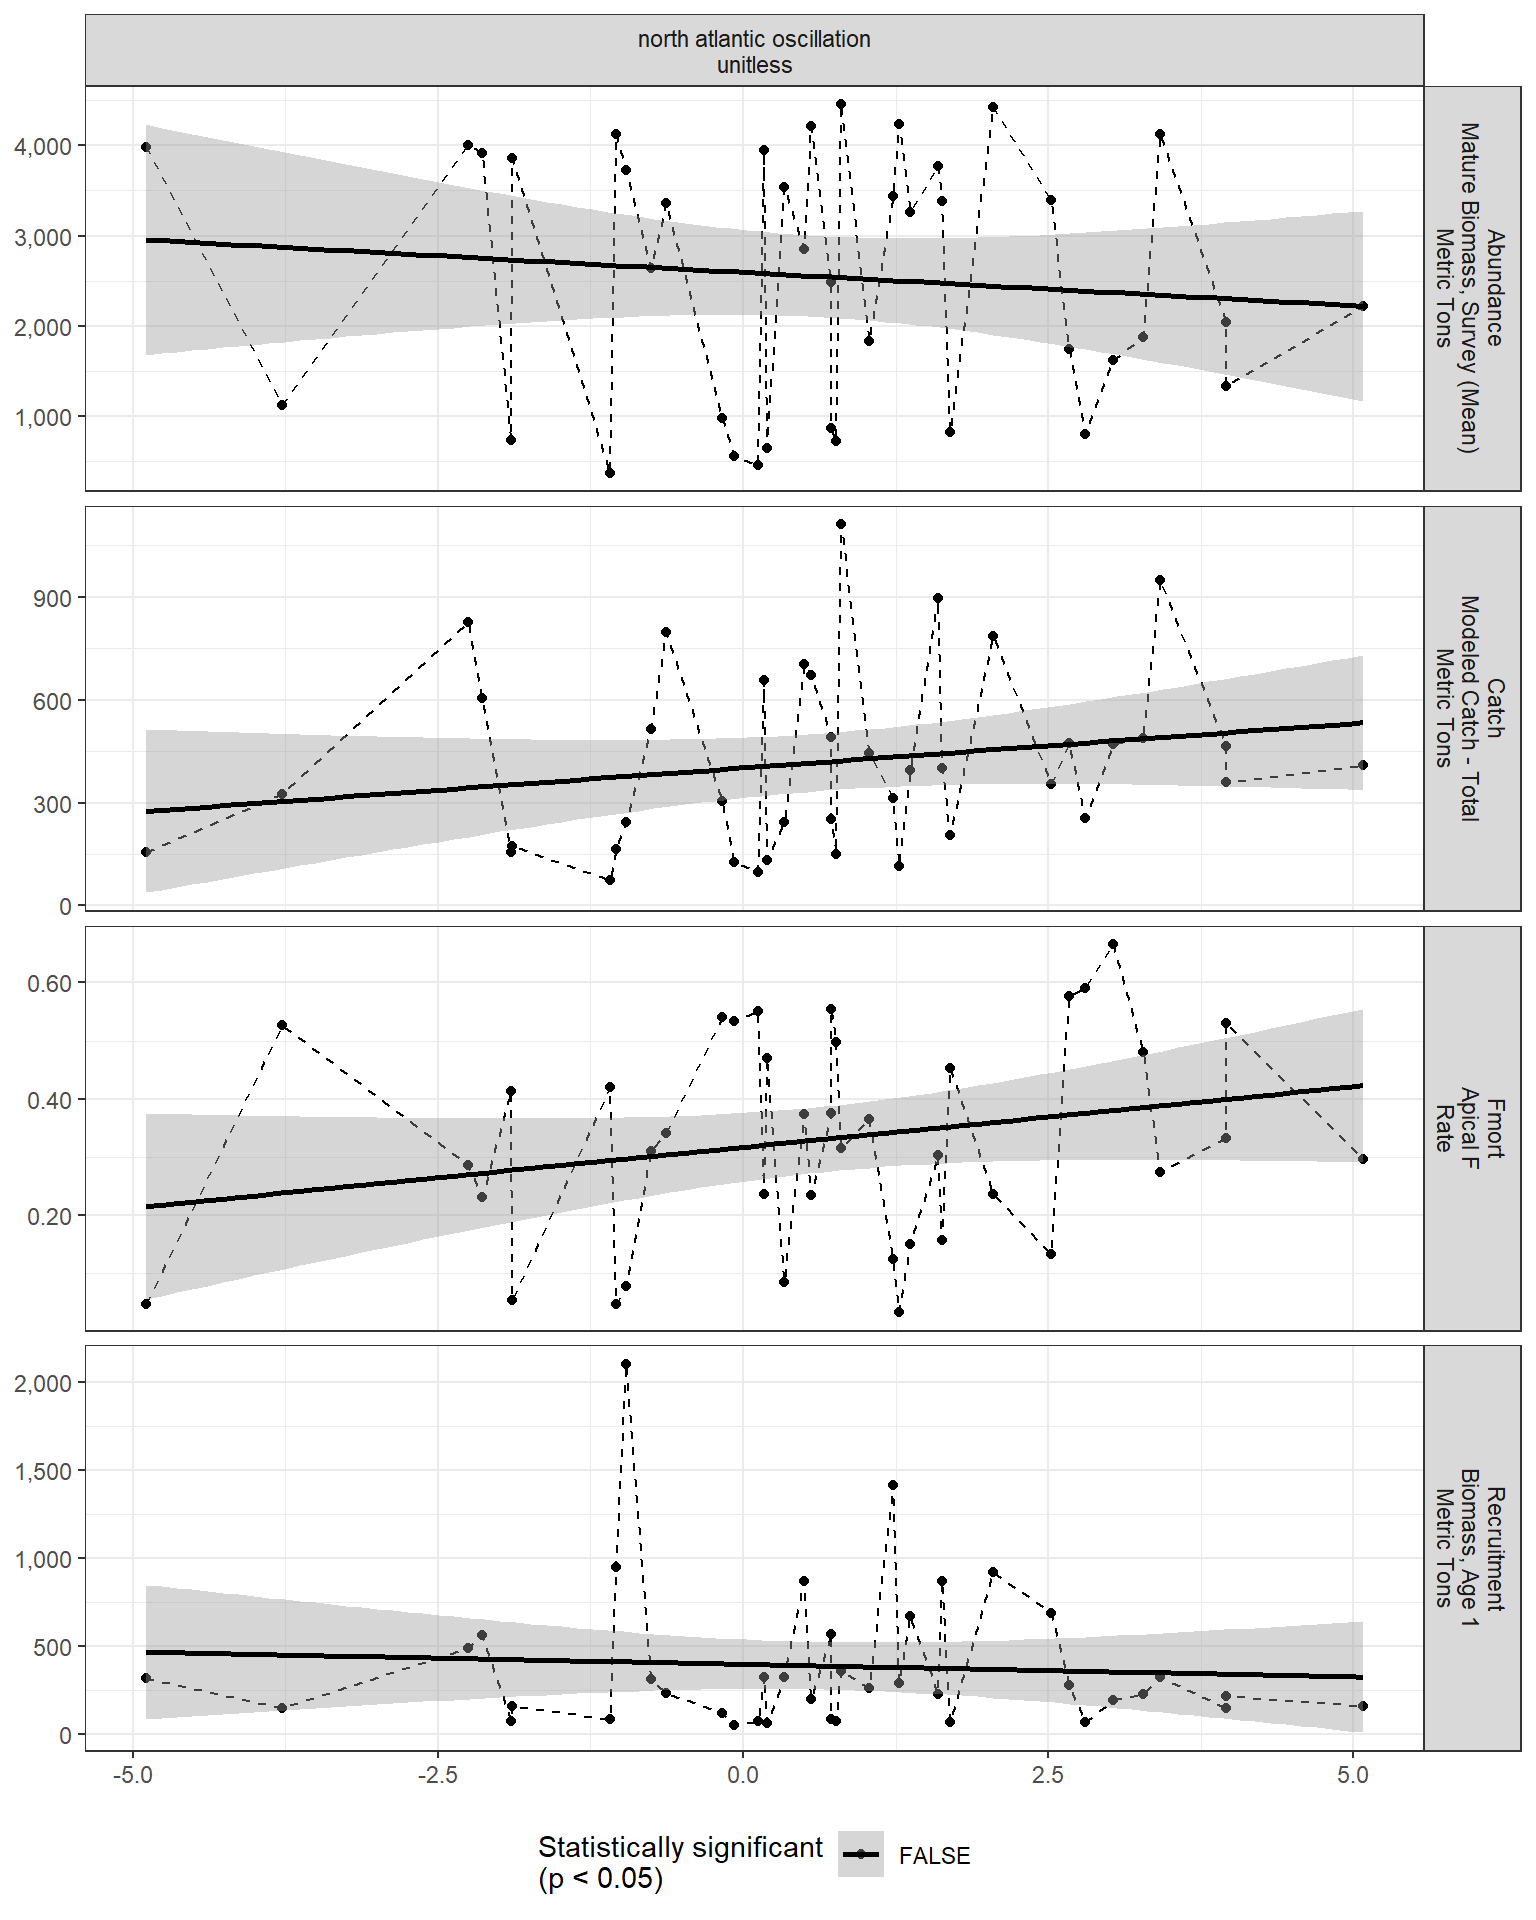 north atlantic oscillation
unitless
4,000
3,000
2,000
1,000
Abundance
Mature Biomass, Survey (Mean)
Metric Tons
900
600
300
0
Catch
Modeled Catch - Total
Metric Tons
0.60
0.40
0.20
Fmort
Apical F
Rate
2,000
1,500
1,000
500
0
Recruitment
Biomass, Age 1
Metric Tons
-5.0 -2.5 0.0 2.5 5.0
Statistically significant
(p < 0.05)
FALSE